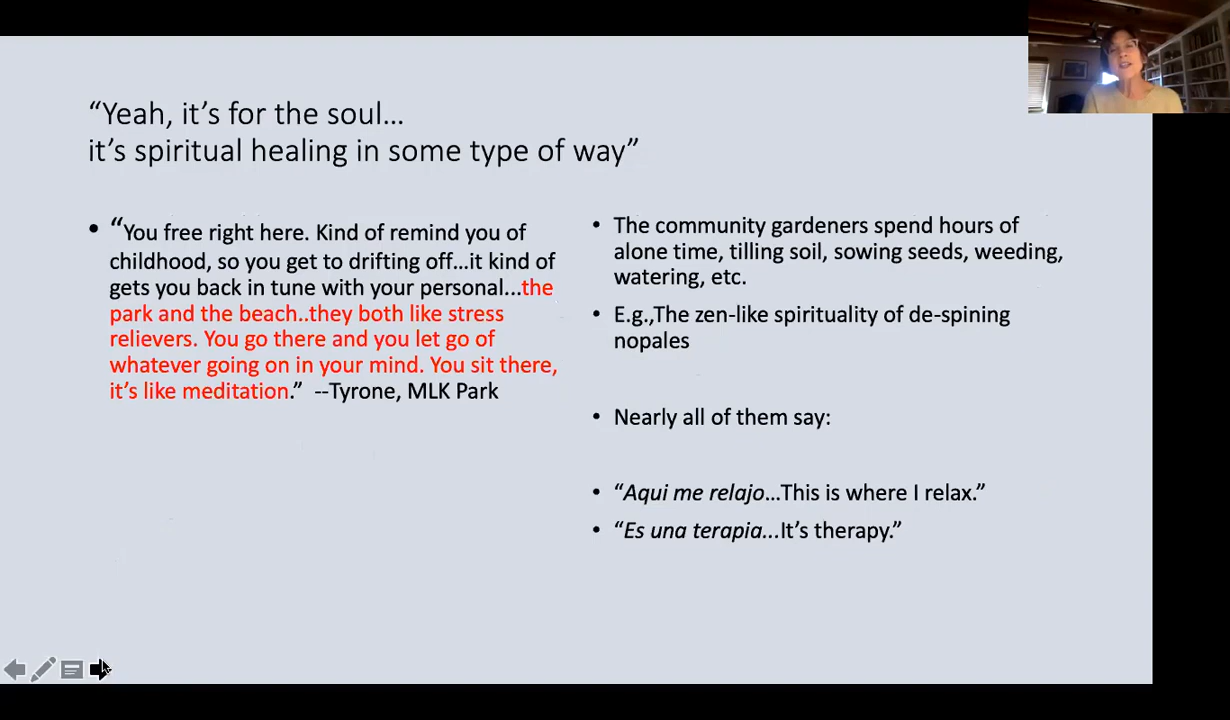 “Yeah, it’s for the soul…
it’s spiritual healing in some type of way”
• “You free right here. Kind of remind you of
childhood, so you get to drifting off…it kind of
gets you back in tune with your personal...the
park and the beach..they both like stress
relievers. You go there and you let go of
whatever going on in your mind. You sit there,
it’s like meditation.” --Tyrone, MLK Park
• The community gardeners spend hours of
alone time, tilling soil, sowing seeds, weeding,
watering, etc.
• E.g.,The zen-like spirituality of de-spining
nopales
• Nearly all of them say:
• “Aqui me relajo…This is where I relax.”
• “Es una terapia...It’s therapy.”